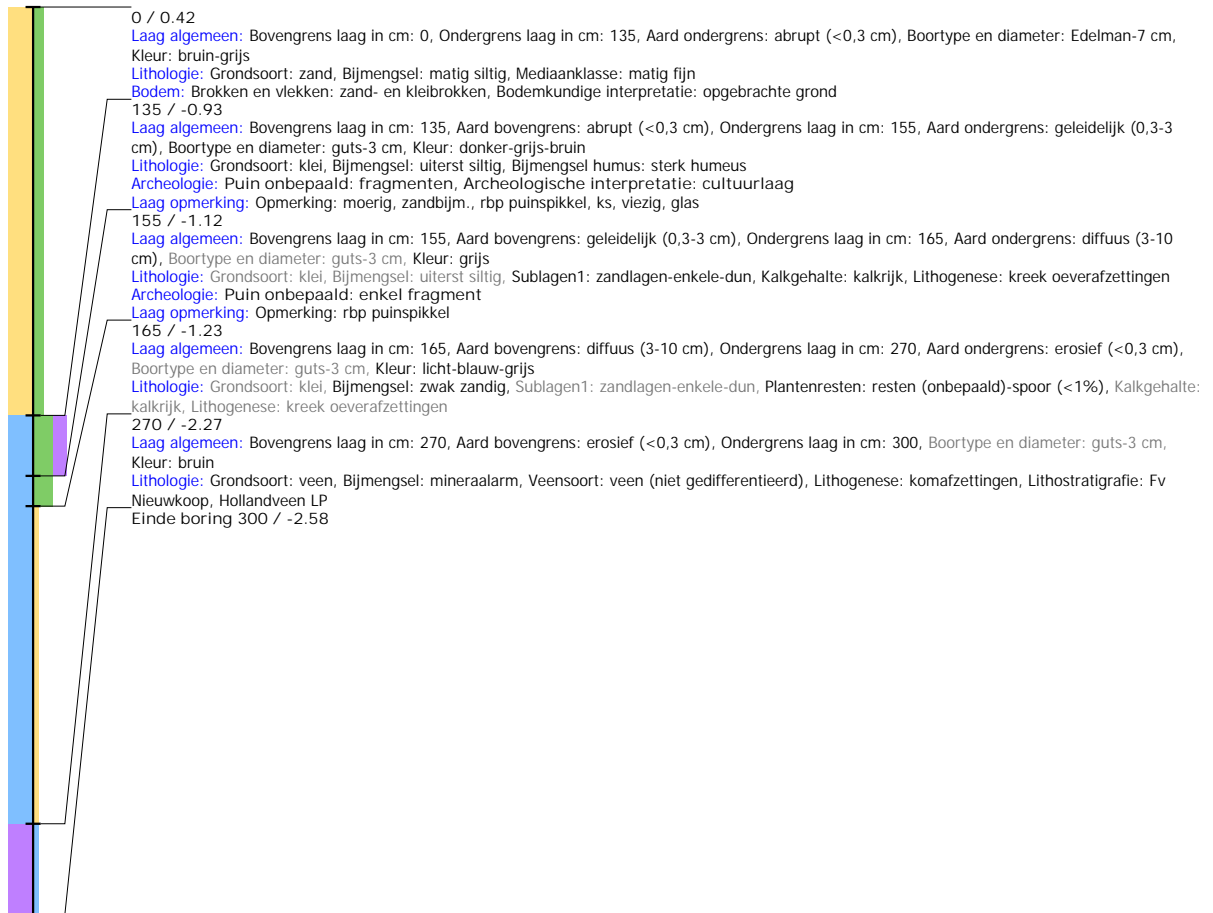 0 / 0.42
Laag algemeen: Bovengrens laag in cm: 0, Ondergrens laag in cm: 135, Aard ondergrens: abrupt (<0,3 cm), Boortype en diameter: Edelman-7 cm,
Kleur: bruin-grijs
Lithologie: Grondsoort: zand, Bijmengsel: matig siltig, Mediaanklasse: matig fijn
Bodem: Brokken en vlekken: zand- en kleibrokken, Bodemkundige interpretatie: opgebrachte grond
135 / -0.93
Laag algemeen: Bovengrens laag in cm: 135, Aard bovengrens: abrupt (<0,3 cm), Ondergrens laag in cm: 155, Aard ondergrens: geleidelijk (0,3-3
cm), Boortype en diameter: guts-3 cm, Kleur: donker-grijs-bruin
Lithologie: Grondsoort: klei, Bijmengsel: uiterst siltig, Bijmengsel humus: sterk humeus
Archeologie: Puin onbepaald: fragmenten, Archeologische interpretatie: cultuurlaag
Laag opmerking: Opmerking: moerig, zandbijm., rbp puinspikkel, ks, viezig, glas
155 / -1.12
Laag algemeen: Bovengrens laag in cm: 155, Aard bovengrens: geleidelijk (0,3-3 cm), Ondergrens laag in cm: 165, Aard ondergrens: diffuus (3-10
cm), Boortype en diameter: guts-3 cm, Kleur: grijs
Lithologie: Grondsoort: klei, Bijmengsel: uiterst siltig, Sublagen1: zandlagen-enkele-dun, Kalkgehalte: kalkrijk, Lithogenese: kreek oeverafzettingen
Archeologie: Puin onbepaald: enkel fragment
Laag opmerking: Opmerking: rbp puinspikkel
165 / -1.23
Laag algemeen: Bovengrens laag in cm: 165, Aard bovengrens: diffuus (3-10 cm), Ondergrens laag in cm: 270, Aard ondergrens: erosief (<0,3 cm),
Boortype en diameter: guts-3 cm, Kleur: licht-blauw-grijs
Lithologie: Grondsoort: klei, Bijmengsel: zwak zandig, Sublagen1: zandlagen-enkele-dun, Plantenresten: resten (onbepaald)-spoor (<1%), Kalkgehalte:
kalkrijk, Lithogenese: kreek oeverafzettingen
270 / -2.27
Laag algemeen: Bovengrens laag in cm: 270, Aard bovengrens: erosief (<0,3 cm), Ondergrens laag in cm: 300, Boortype en diameter: guts-3 cm,
Kleur: bruin
Lithologie: Grondsoort: veen, Bijmengsel: mineraalarm, Veensoort: veen (niet gedifferentieerd), Lithogenese: komafzettingen, Lithostratigrafie: Fv
Nieuwkoop, Hollandveen LP
Einde boring 300 / -2.58